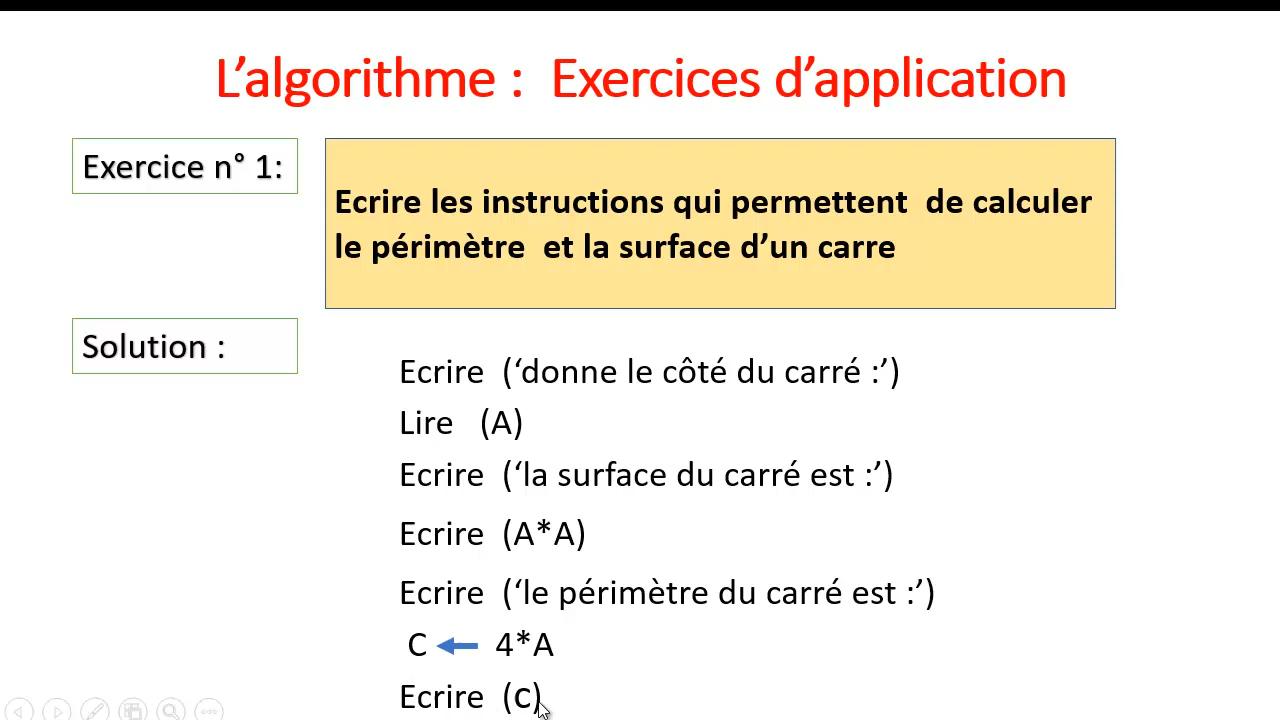 L’algorithme : Exercices d’application
Exercice n° 1:
Ecrire les instructions qui permettent de calculer
le périmètre et la surface d’un carre
Solution :
Ecrire (‘donne le côté du carré :’)
Lire (A)
Ecrire (‘la surface du carré est :’)
Ecrire (A*A)
Ecrire (‘le périmètre du carré est :’)
C ← 4*A
Ecrire (c)